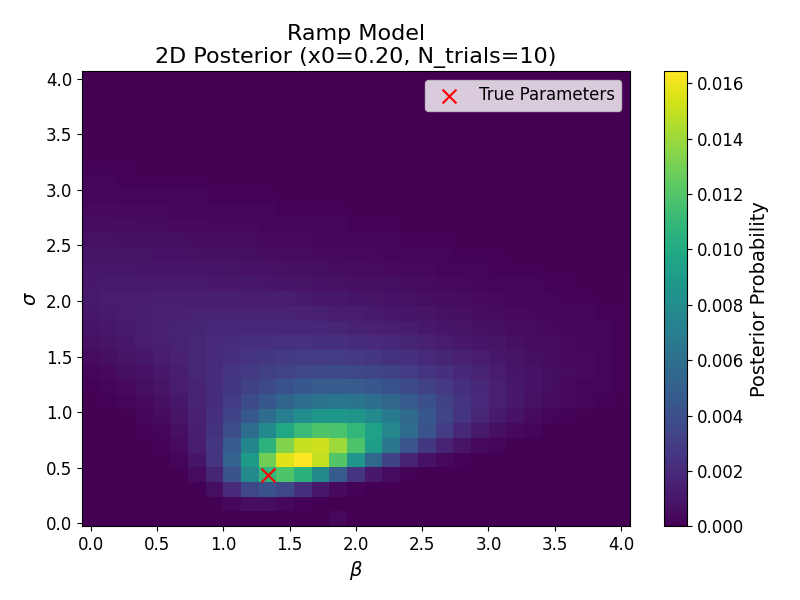 Ramp Model
2D Posterior (x0=0.20, N_trials=10)
True Parameters
4.0
3.5
3.0
2.5
2.0
1.5
1.0
0.5
0.0
σ
0.0 0.5 1.0 1.5 2.0 2.5 3.0 3.5 4.0
β
0.016
0.014
0.012
0.010
0.008
0.006
0.004
0.002
0.000
Posterior Probability